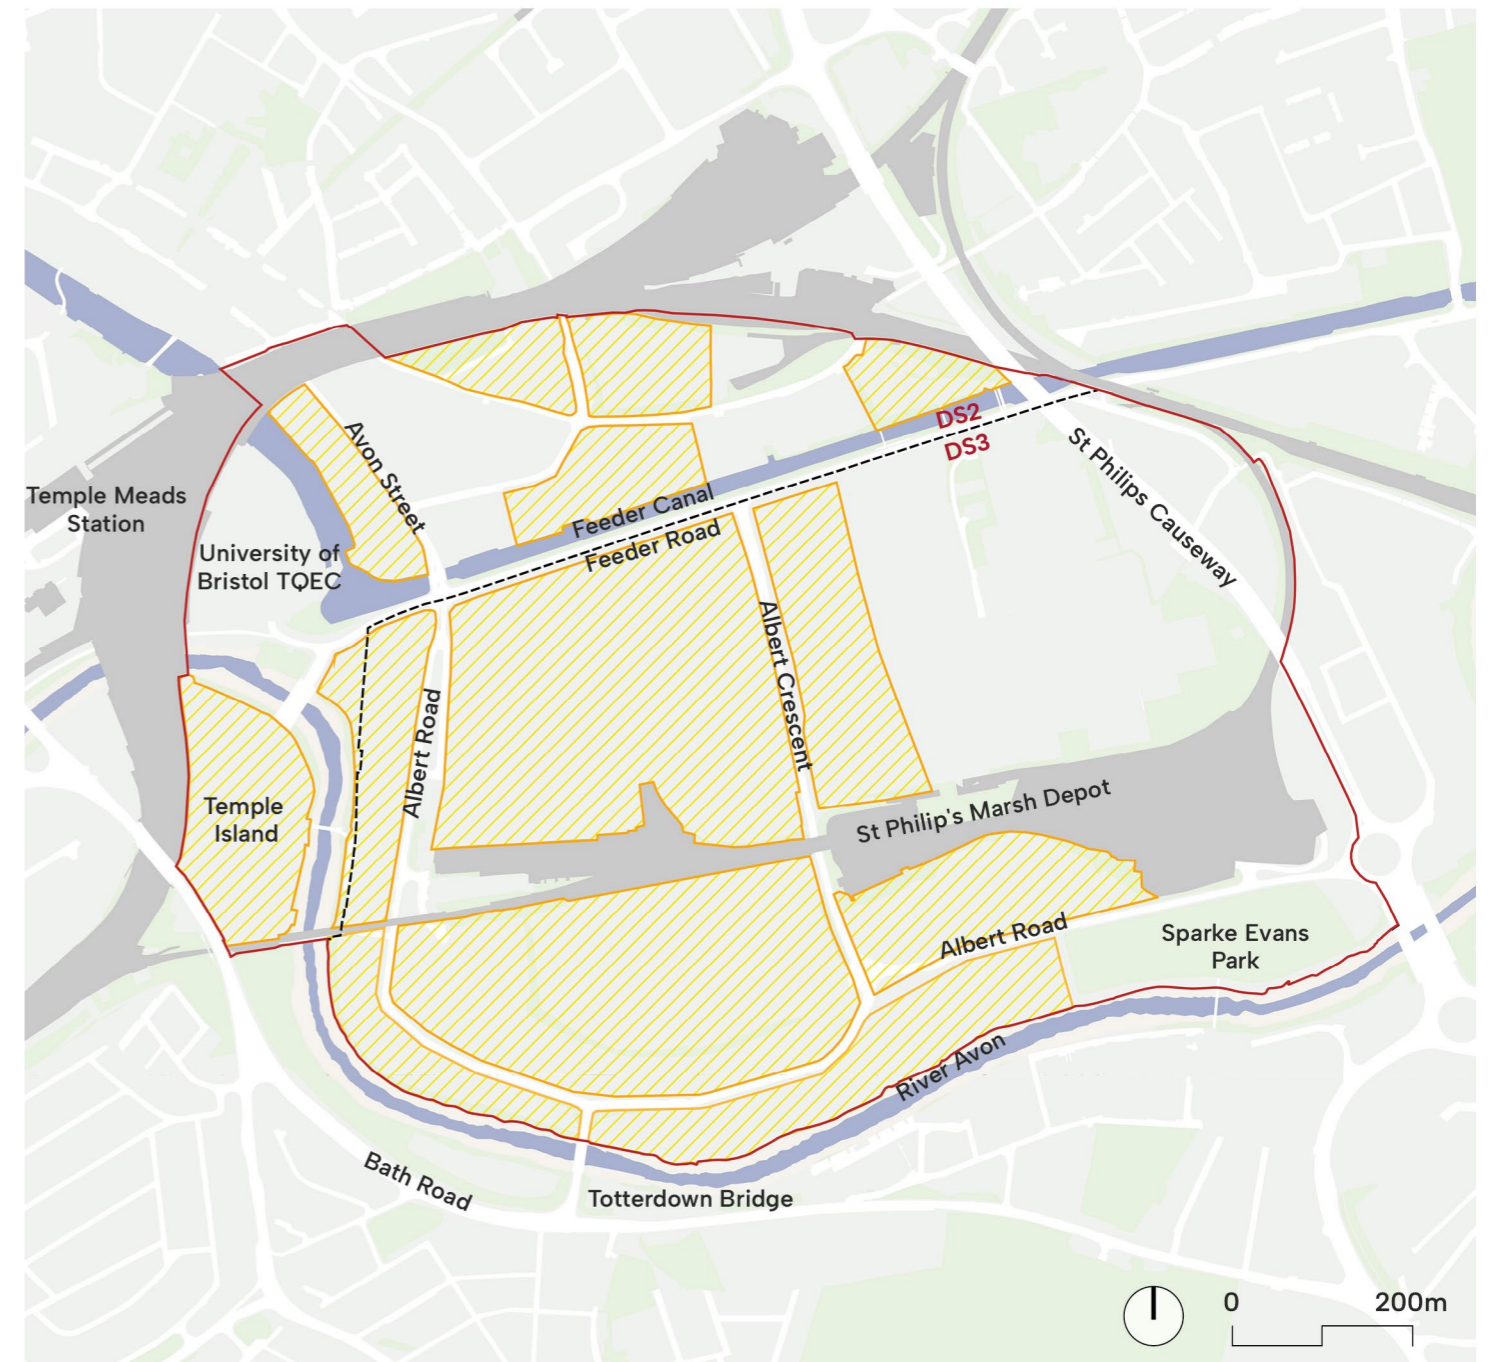 DS2
DS3
Avon Street
St Philips Causeway
Temple Meads
Station
Feeder Canal
Feeder Road
University of
Bristol TQEC
Albert Crescent
Albert Road
Temple
Island
St Philip's Marsh Depot
Albert Road
Sparke Evans
Park
River Avon
Bath Road
Totterdown Bridge
0 200m